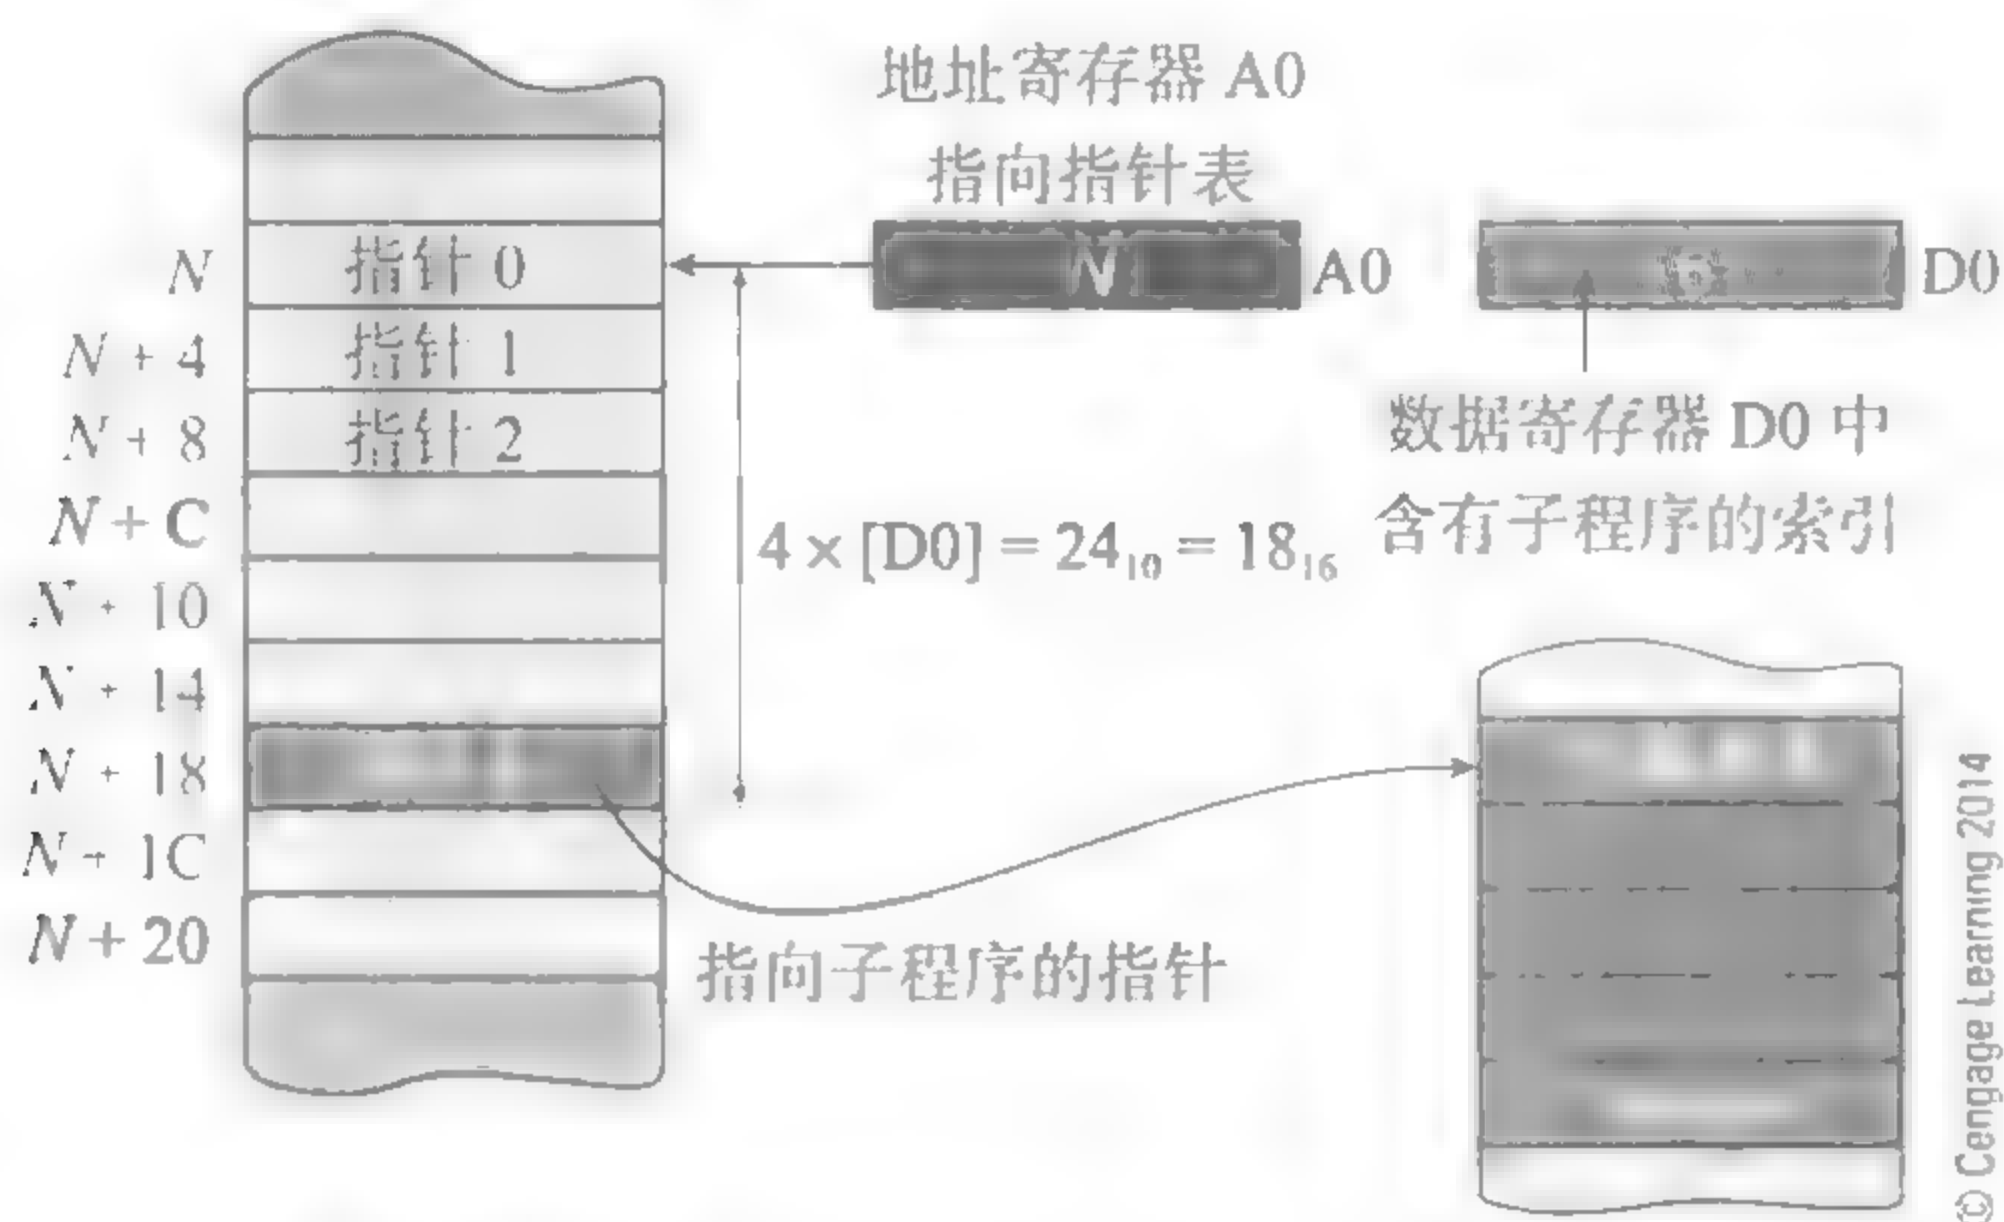 地址寄存器 A0
指向指针表
N
指针 0
N
A0
6
D0
N + 4
指针 1
N + 8
指针 2
数据寄存器 D0 中
含有子程序的索引
N + C
4 × [D0] = 24₁₀ = 18₁₆
N + 10
N + 14
N + 18
N + 1C
N + 20
指向子程序的指针
© Cengage Learning 2014